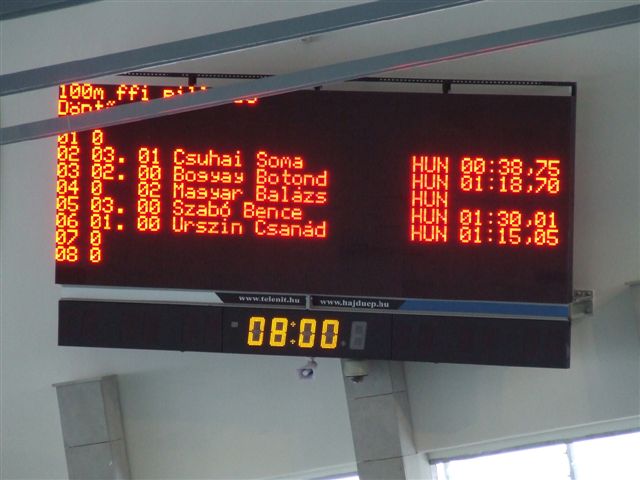 100m ffi
Dönt
01 0
02 03. 01 Csuhai Soma HUN 00:38,75
03 02. 00 Bogyay Botond HUN 01:18,70
04 0 02 Magyar Balázs HUN
05 03. 00 Szabó Bence HUN 01:30,01
06 01. 00 Urszin Csanád HUN 01:15,05
07 0
08 0
www.telenit.hu www.hajduep.hu
08:00